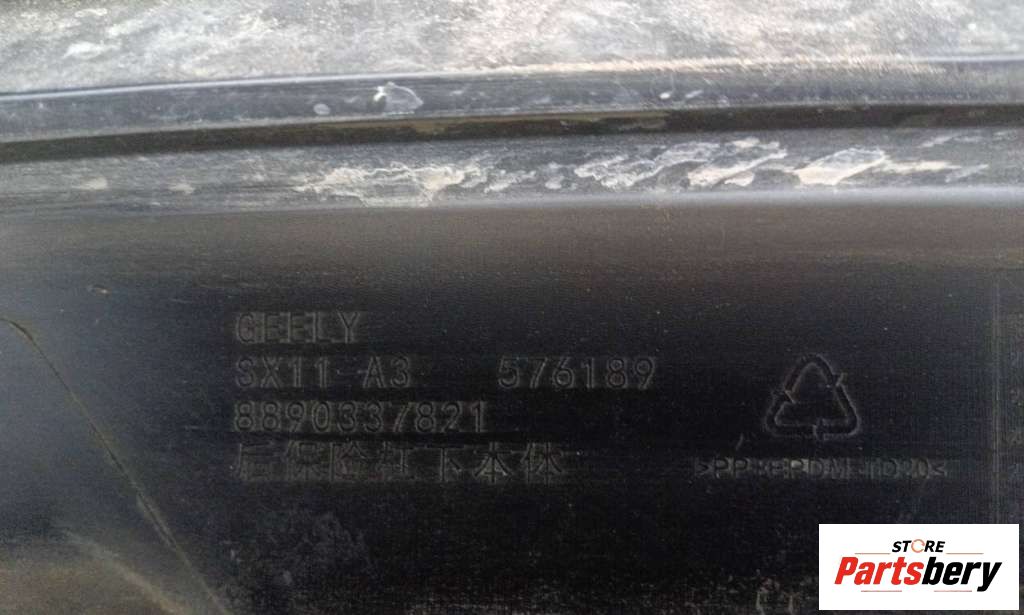 GEELY
SX11-A3 576189
8890337821
后保险杠下本体
>PP+EPDM-TD20<
STORE
Partsbery